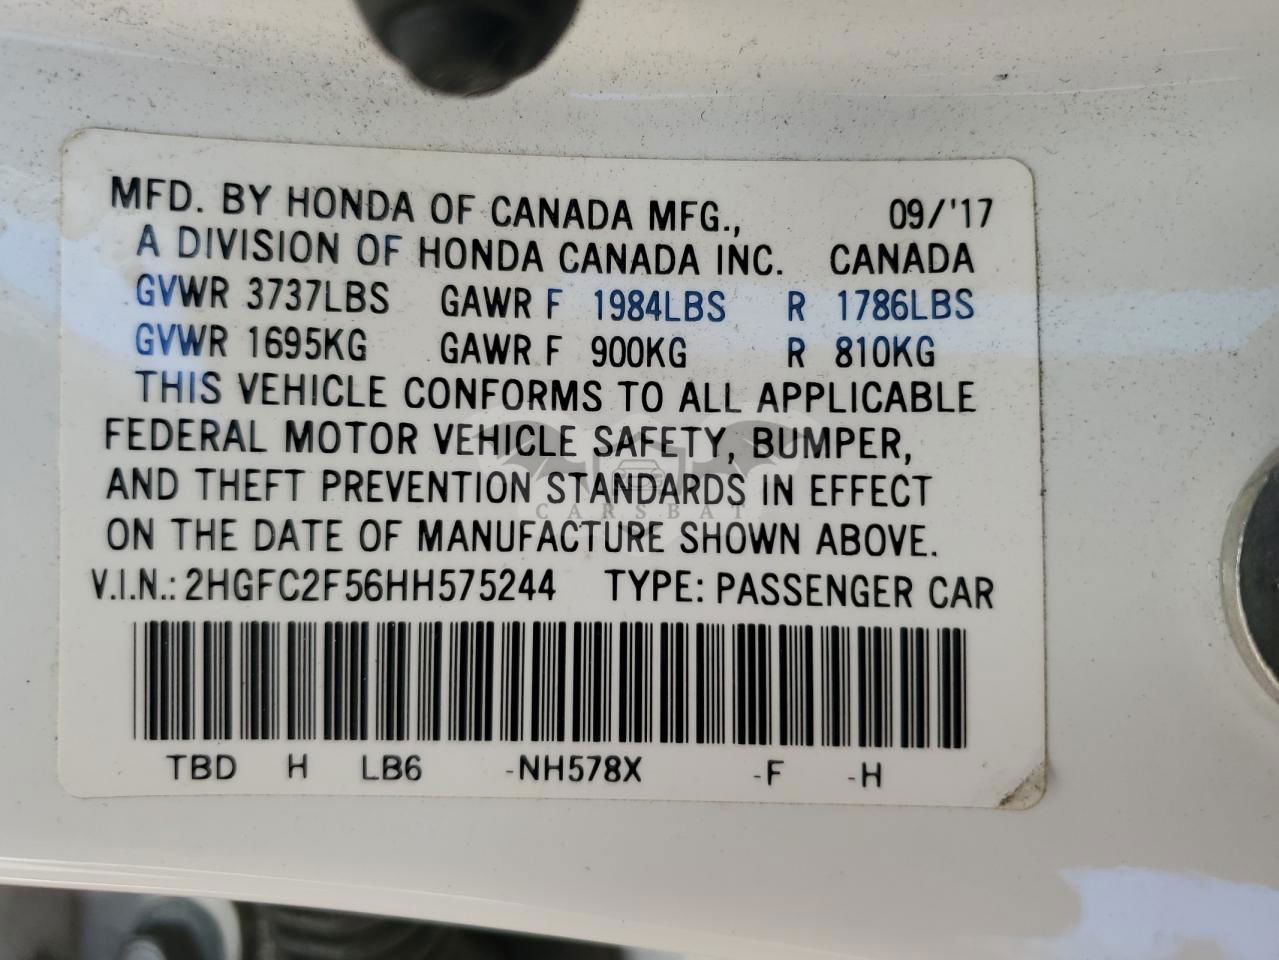 MFD. BY HONDA OF CANADA MFG., 09/'17
A DIVISION OF HONDA CANADA INC. CANADA
GVWR 3737LBS GAWR F 1984LBS R 1786LBS
GVWR 1695KG GAWR F 900KG R 810KG
THIS VEHICLE CONFORMS TO ALL APPLICABLE
FEDERAL MOTOR VEHICLE SAFETY, BUMPER,
AND THEFT PREVENTION STANDARDS IN EFFECT
CARSBAT
ON THE DATE OF MANUFACTURE SHOWN ABOVE.
V.I.N.: 2HGFC2F56HH575244 TYPE: PASSENGER CAR
TBD H LB6 -NH578X -F -H